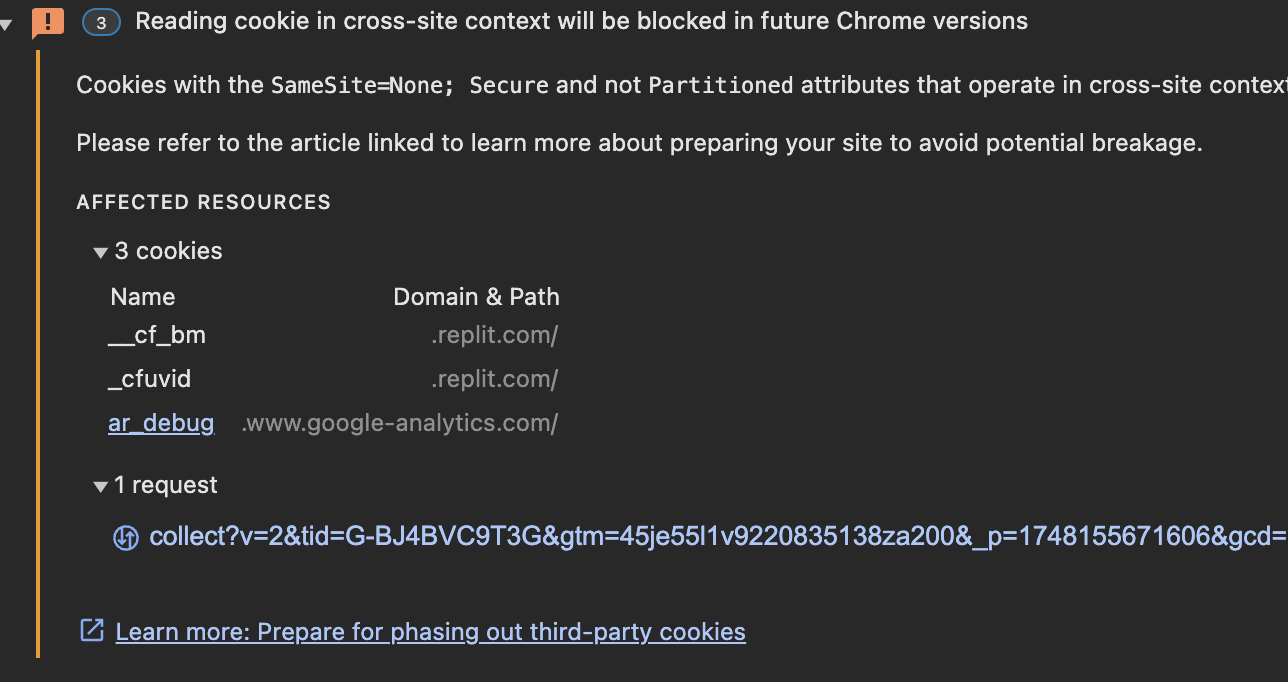 3 Reading cookie in cross-site context will be blocked in future Chrome versions
Cookies with the SameSite=None; Secure and not Partitioned attributes that operate in cross-site context
Please refer to the article linked to learn more about preparing your site to avoid potential breakage.
AFFECTED RESOURCES
3 cookies
Name Domain & Path
__cf_bm .replit.com/
_cfuvid .replit.com/
ar_debug .www.google-analytics.com/
1 request
collect?v=2&tid=G-BJ4BVC9T3G&gtm=45je55l1v9220835138za200&_p=1748155671606&gcd=
Learn more: Prepare for phasing out third-party cookies